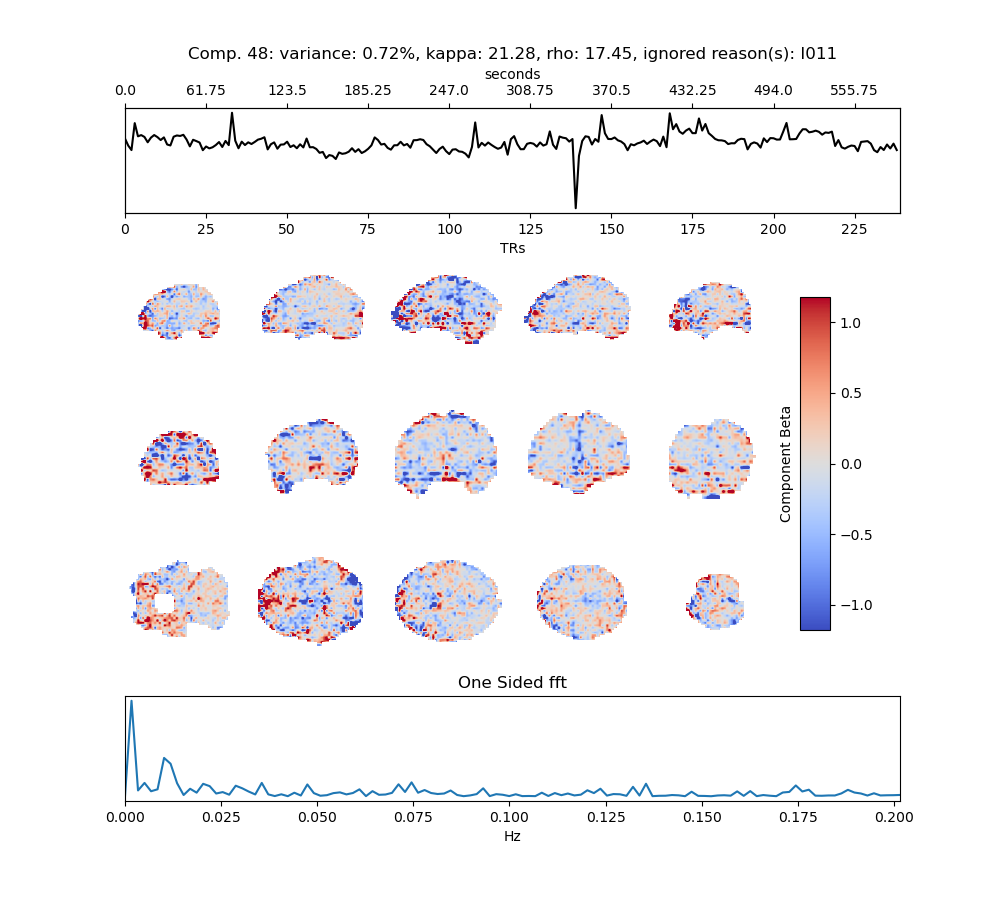 Comp. 48: variance: 0.72%, kappa: 21.28, rho: 17.45, ignored reason(s): I011
seconds
0.0 61.75 123.5 185.25 247.0 308.75 370.5 432.25 494.0 555.75
0 25 50 75 100 125 150 175 200 225
TRs
1.0
0.5
0.0
−0.5
−1.0
Component Beta
One Sided fft
0.000 0.025 0.050 0.075 0.100 0.125 0.150 0.175 0.200
Hz